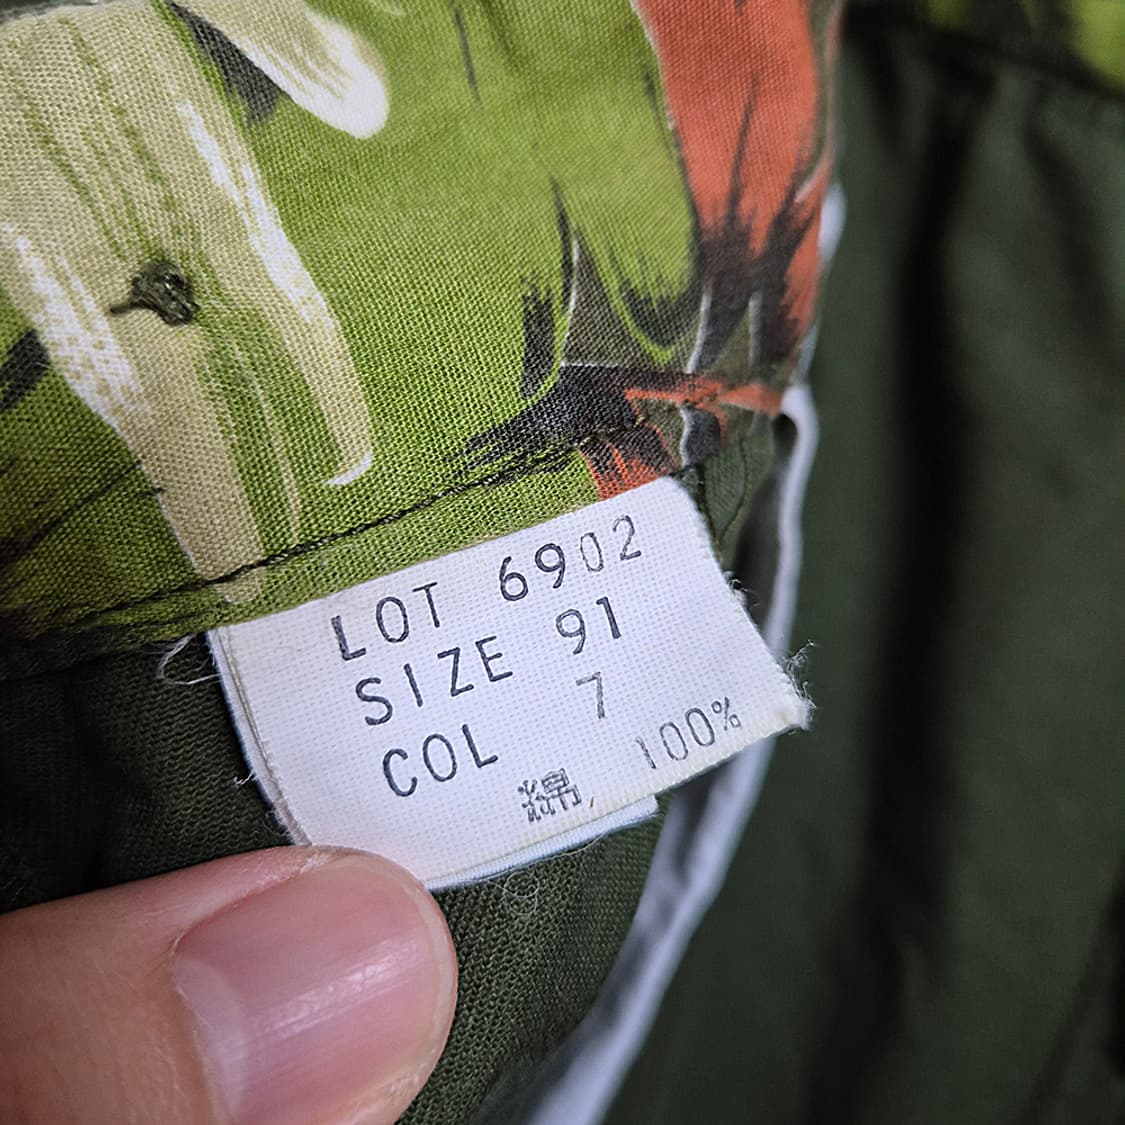 LOT 6902
SIZE 91
COL 7
綿 100%